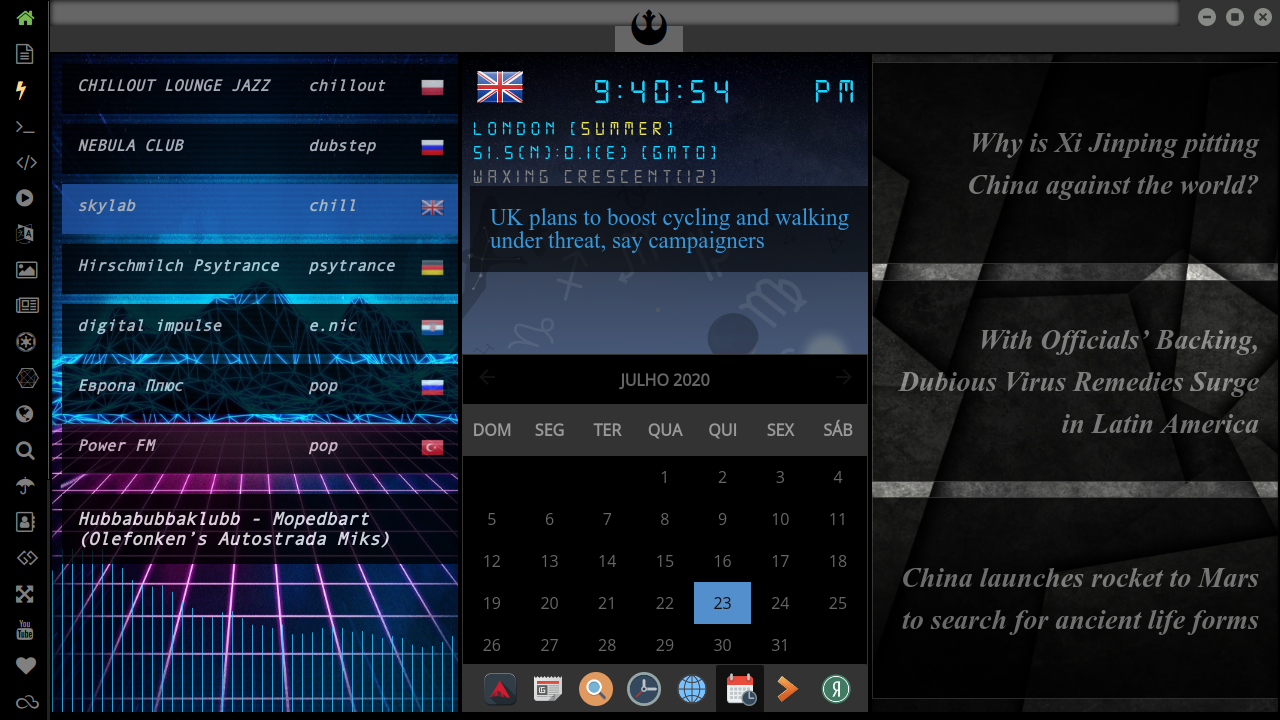 CHILLOUT LOUNGE JAZZ chillout
NEBULA CLUB dubstep
skylab chill
Hirschmilch Psytrance psytrance
digital impulse e.nic
Европа Плюс pop
Power FM pop
Hubbabubbaklubb - Mopedbart
(Olefonken's Autostrada Miks)
9:40:54 PM
LONDON (SUMMER)
51.5(N):0.1(E) (GMT0)
WAXING CRESCENT(12)
UK plans to boost cycling and walking
under threat, say campaigners
JULHO 2020
DOM SEG TER QUA QUI SEX SÁB
1 2 3 4
5 6 7 8 9 10 11
12 13 14 15 16 17 18
19 20 21 22 23 24 25
26 27 28 29 30 31
Why is Xi Jinping pitting
China against the world?
With Officials’ Backing,
Dubious Virus Remedies Surge
in Latin America
China launches rocket to Mars
to search for ancient life forms
You
Tube
Я